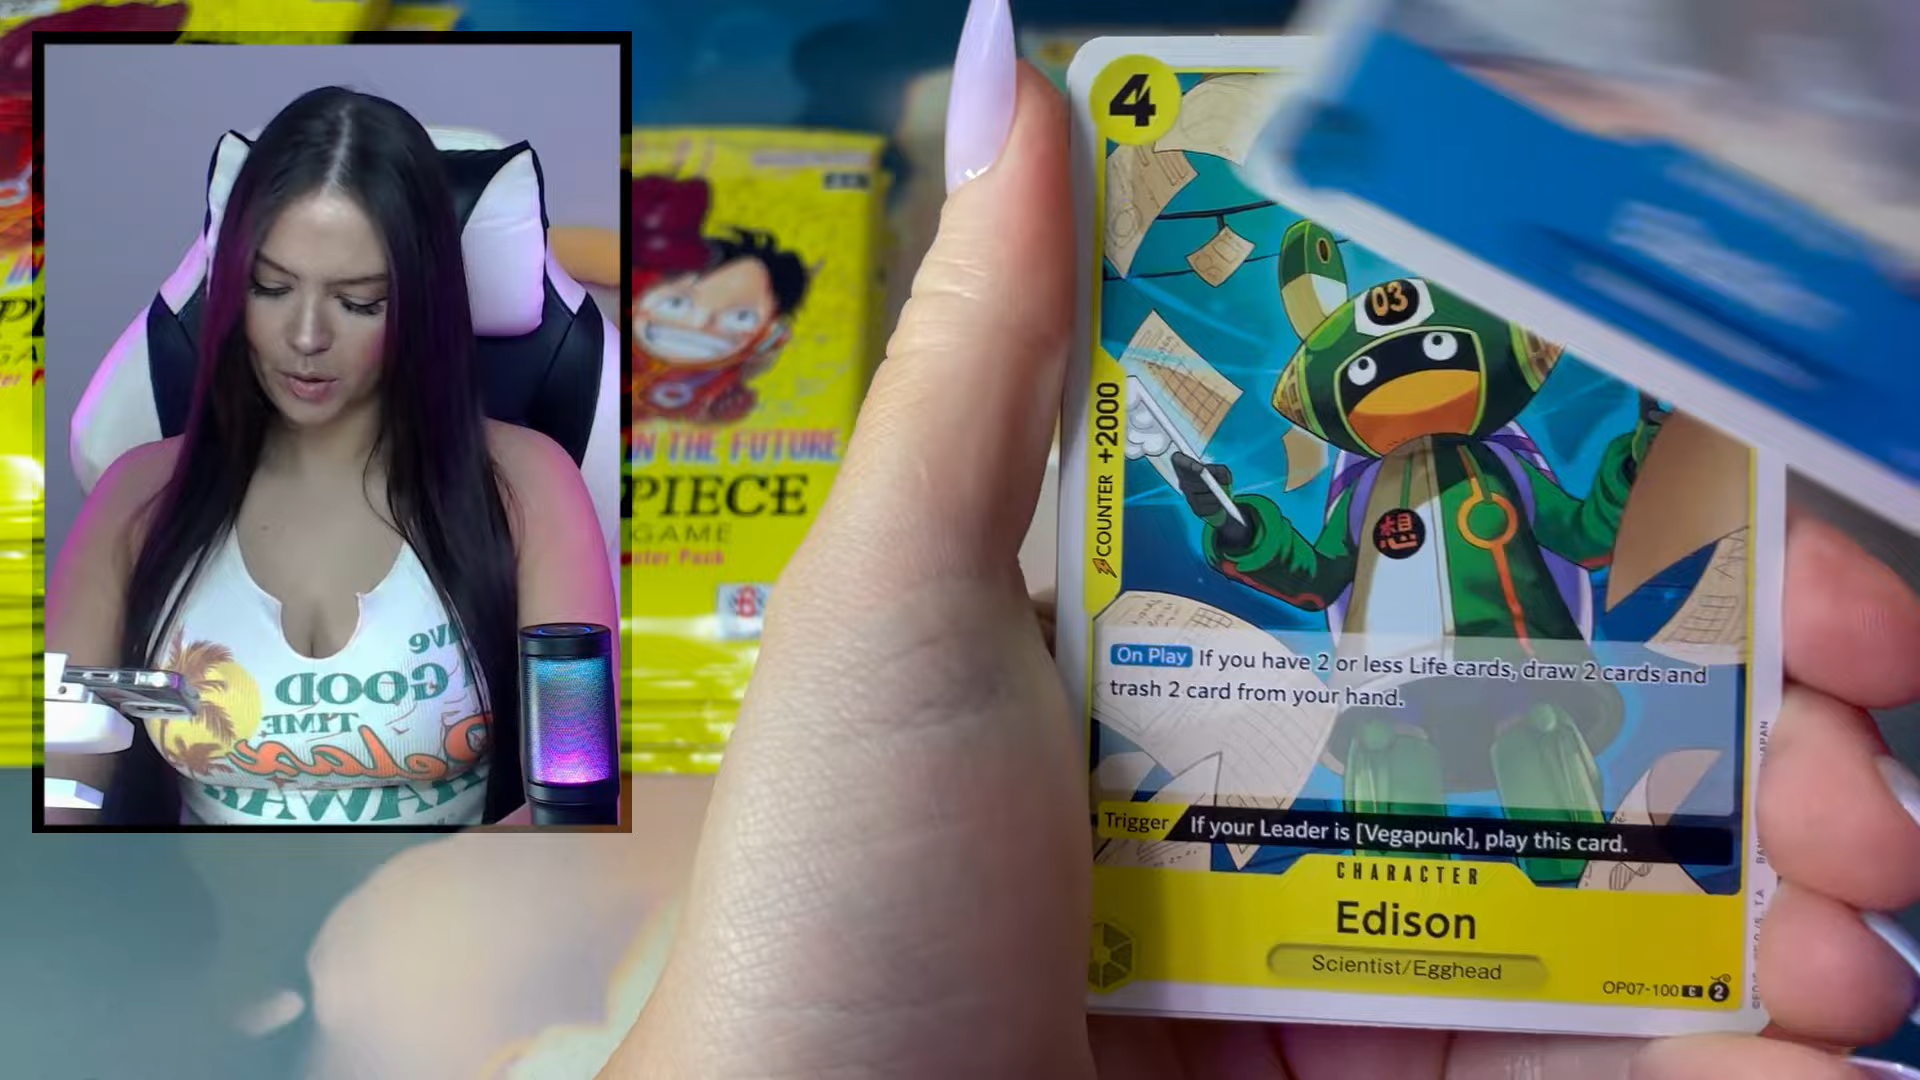 IN THE FUTURE
PIECE
GAME
4
03
COUNTER +2000
想
On Play If you have 2 or less Life cards, draw 2 cards and
trash 2 card from your hand.
Trigger If your Leader is [Vegapunk], play this card.
CHARACTER
Edison
Scientist/Egghead
OP07-100 C 2
GOOD
TIME
Relax